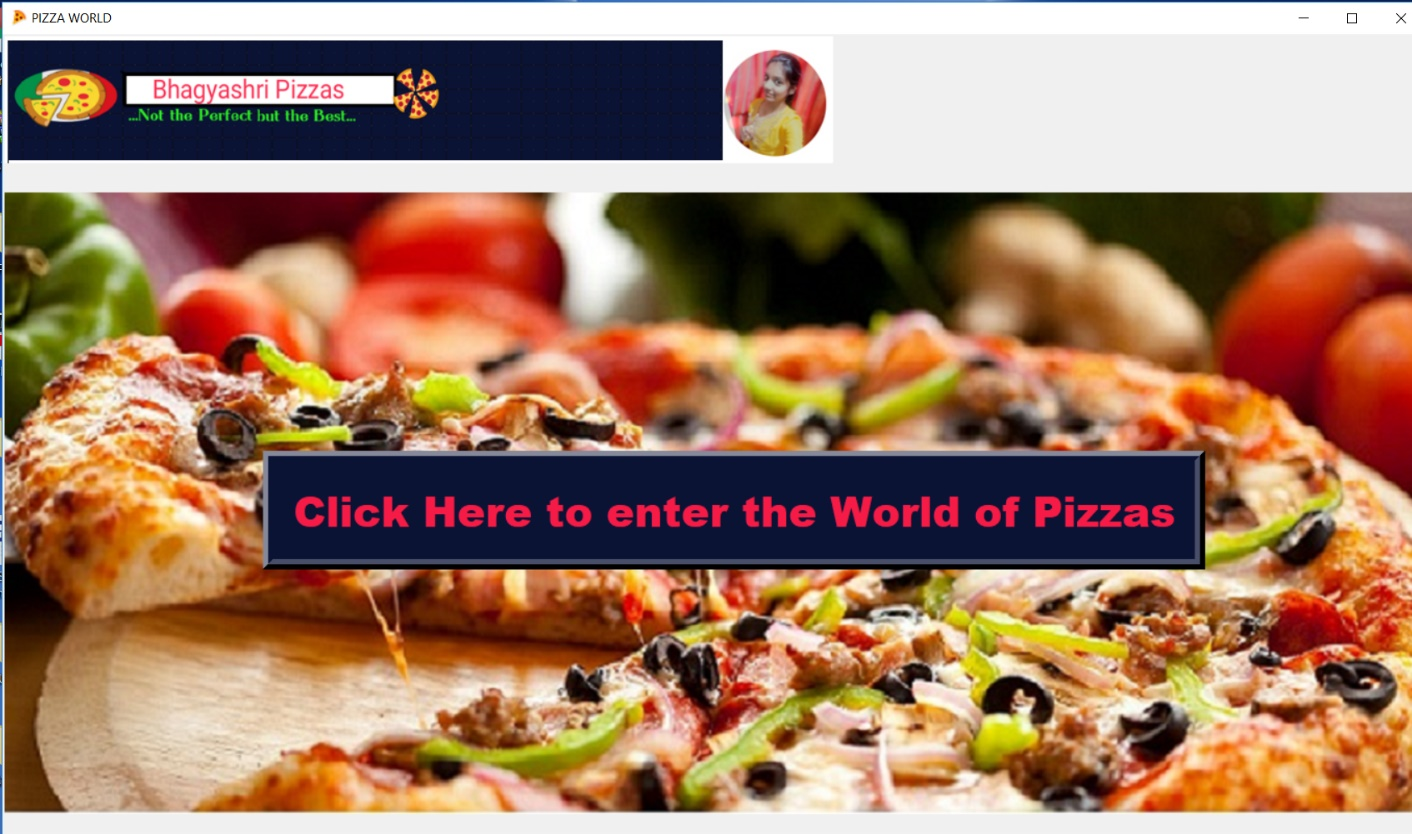 PIZZA WORLD
Bhagyashri Pizzas
...Not the Perfect but the Best...
Click Here to enter the World of Pizzas